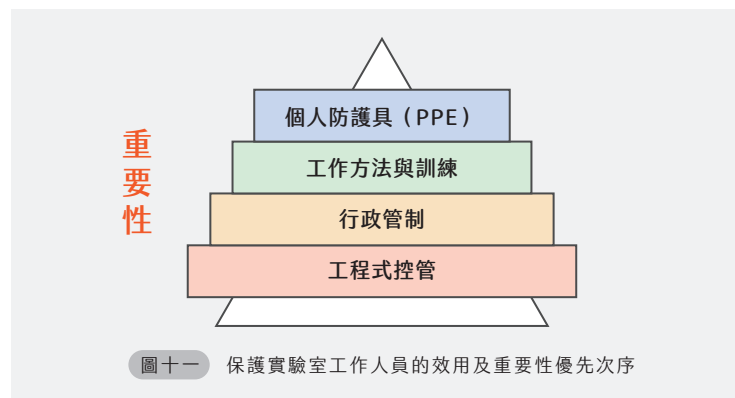 重要性
個人防護具（PPE）
工作方法與訓練
行政管制
工程式控管
圖十一 保護實驗室工作人員的效用及重要性優先次序